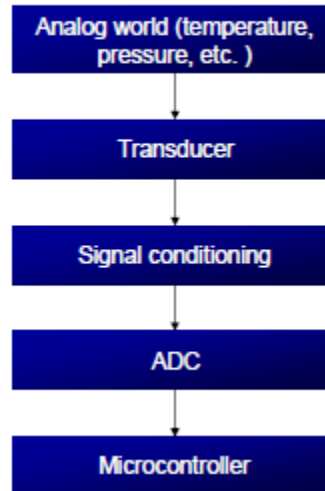 Analog world (temperature,
pressure, etc. )
Transducer
Signal conditioning
ADC
Microcontroller